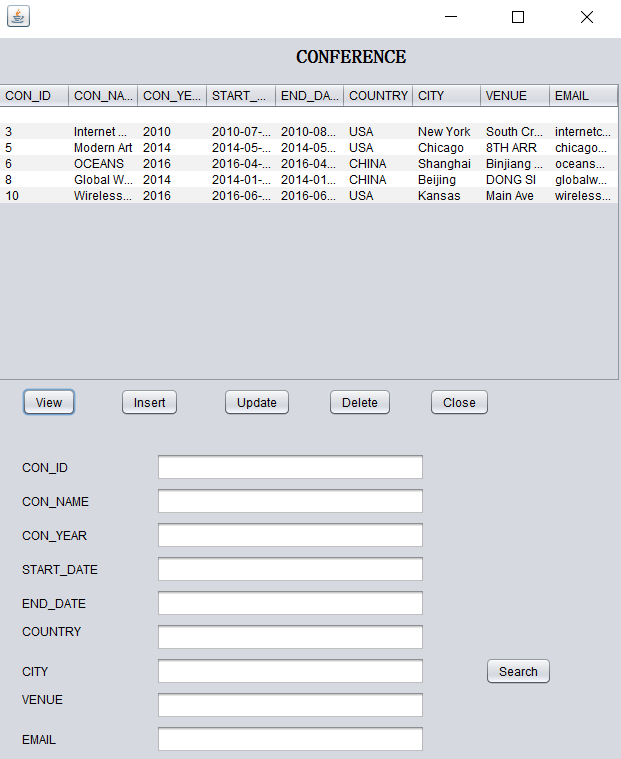 CONFERENCE
CON_ID CON_NA... CON_YE... START_... END_DA... COUNTRY CITY VENUE EMAIL
3 Internet ... 2010 2010-07-... 2010-08... USA New York South Cr... internetc...
5 Modern Art 2014 2014-05-... 2014-05... USA Chicago 8TH ARR chicago...
6 OCEANS 2016 2016-04-... 2016-04... CHINA Shanghai Binjiang ... oceans...
8 Global W... 2014 2014-01-... 2014-01... CHINA Beijing DONG SI globalw...
10 Wireless... 2016 2016-06-... 2016-06... USA Kansas Main Ave wireless...
View Insert Update Delete Close
CON_ID
CON_NAME
CON_YEAR
START_DATE
END_DATE
COUNTRY
CITY Search
VENUE
EMAIL